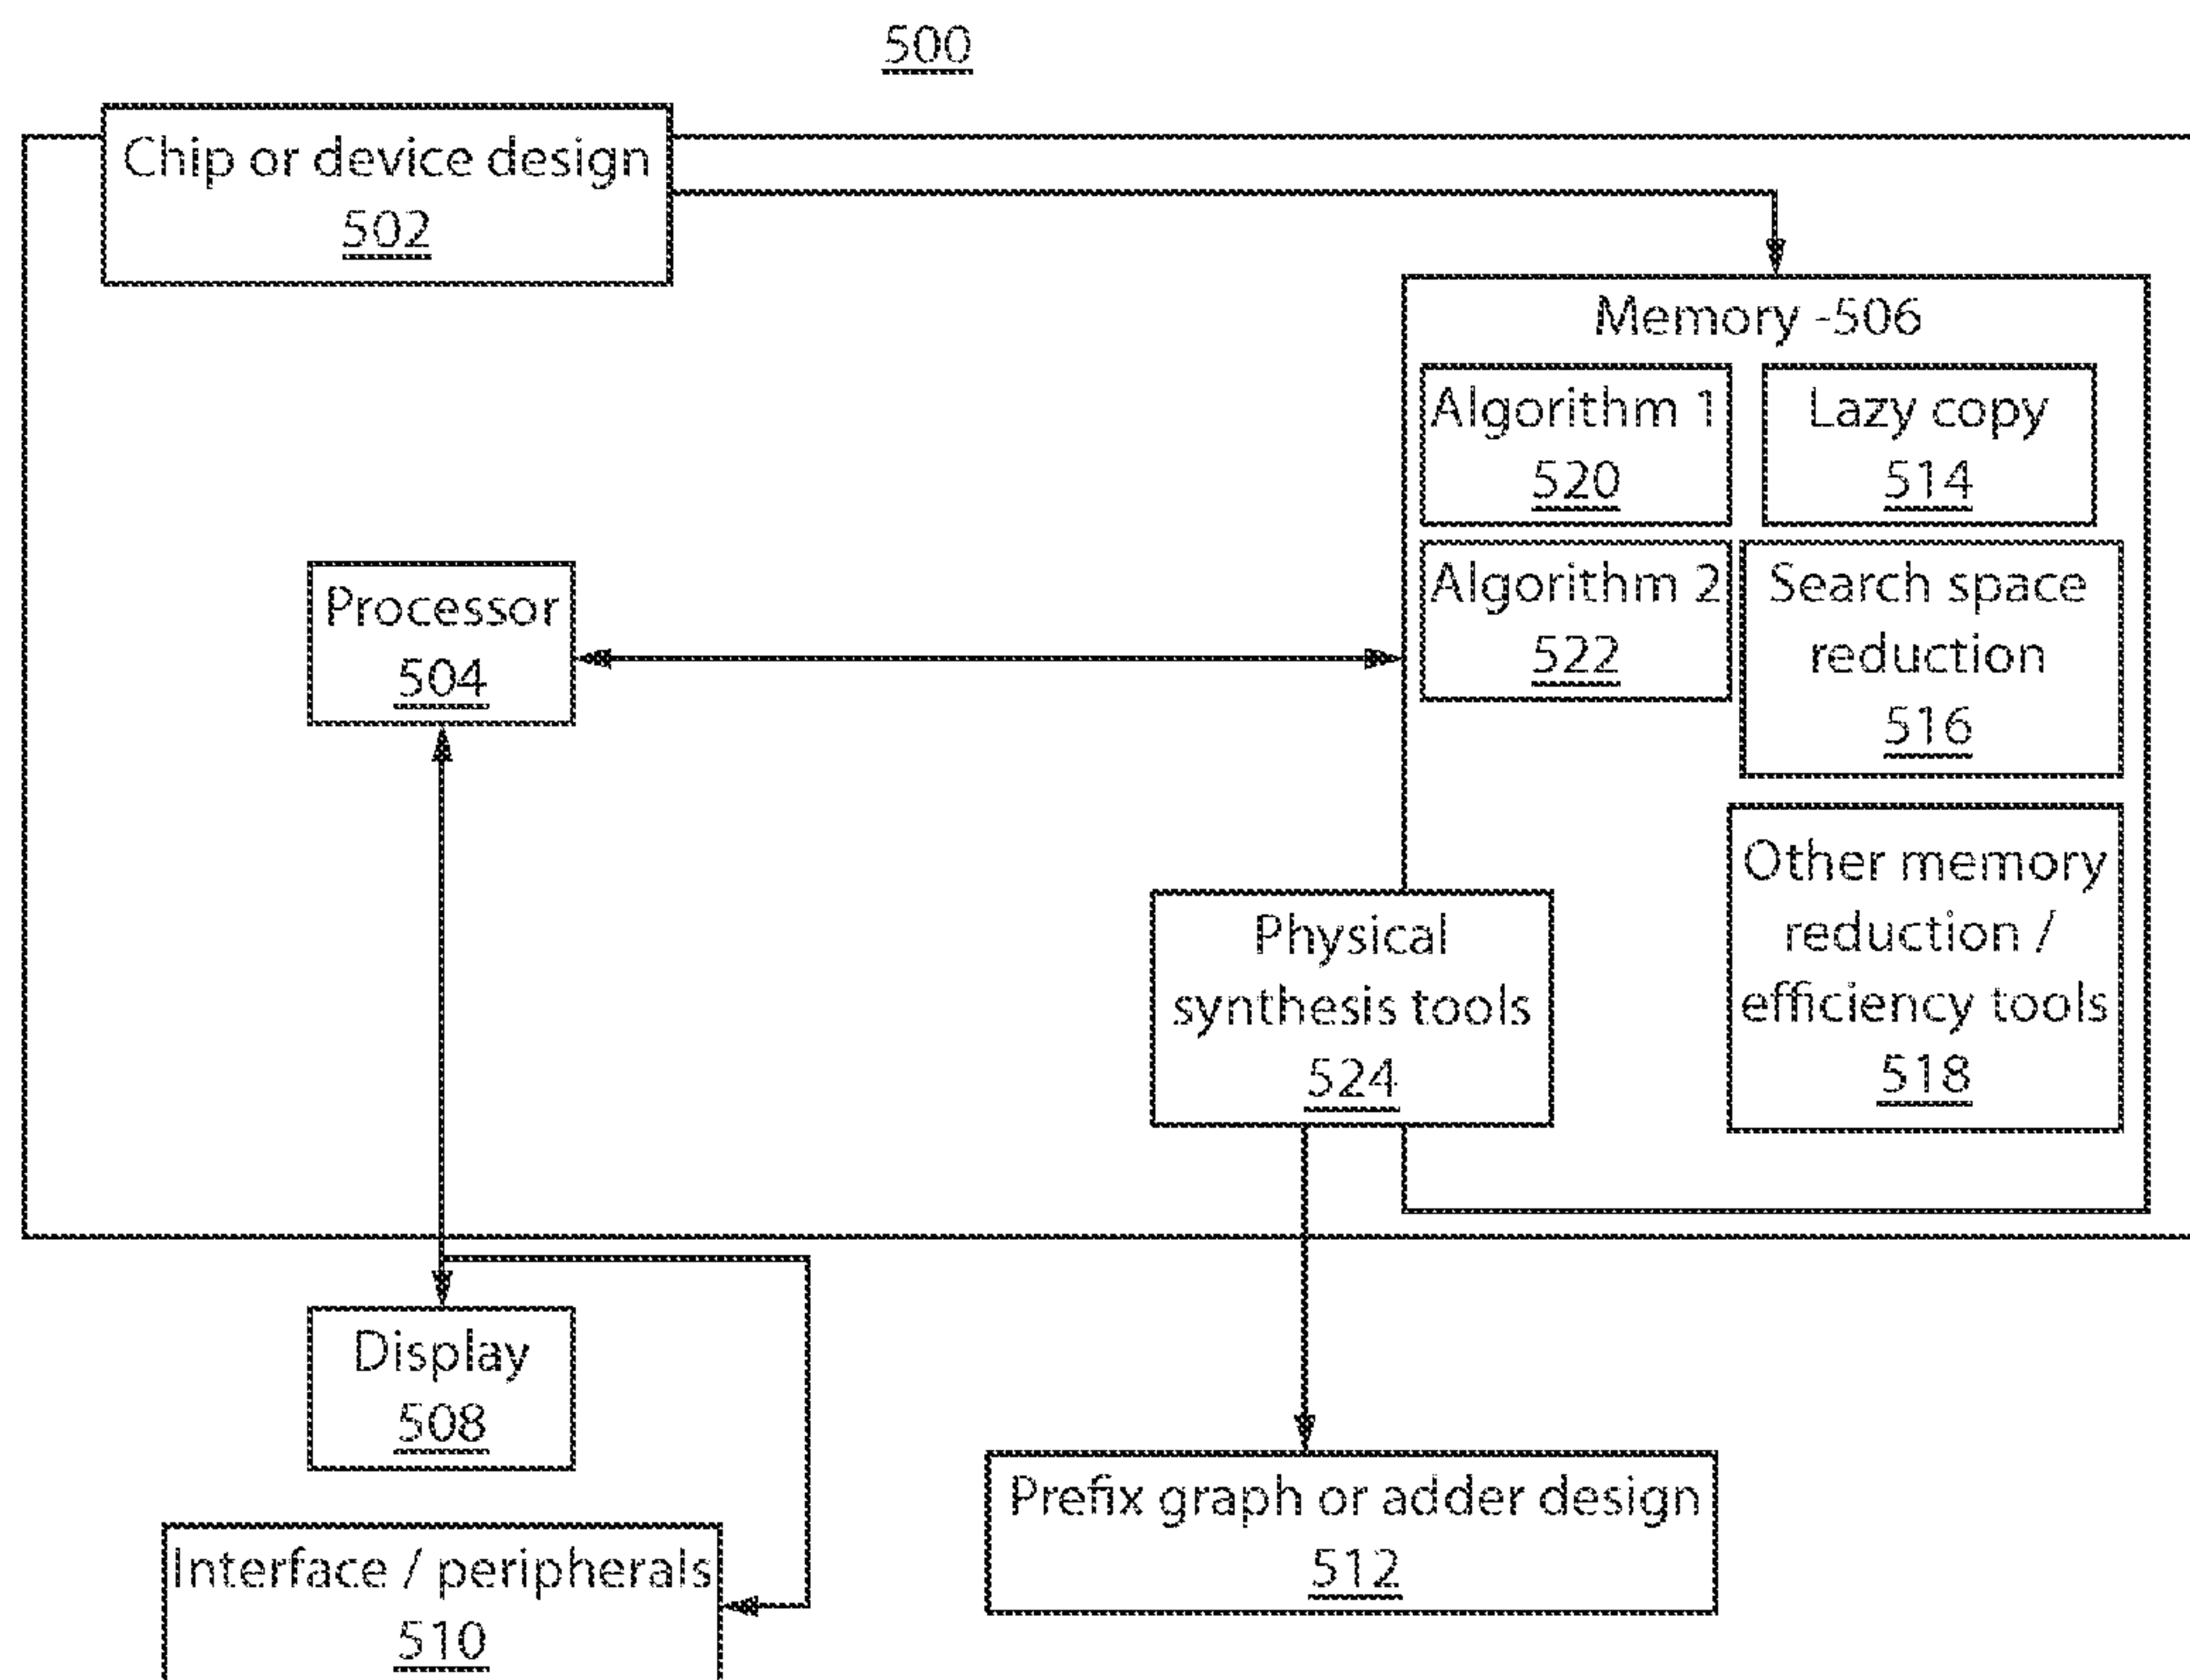 500
Chip or device design
502
Memory -506
Algorithm 1
520
Lazy copy
514
Algorithm 2
522
Search space
reduction
516
Processor
504
Other memory
reduction /
efficiency tools
518
Physical
synthesis tools
524
Display
508
Prefix graph or adder design
512
Interface / peripherals
510